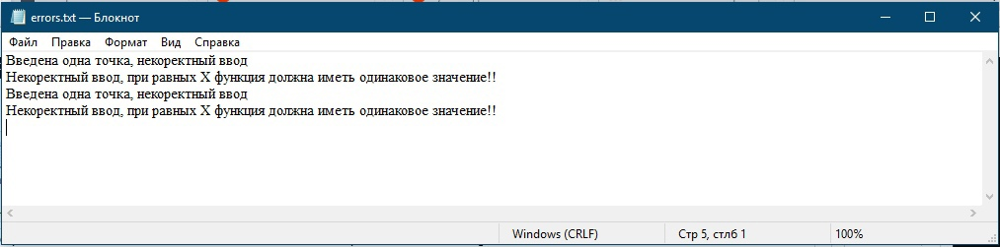 errors.txt — Блокнот
Файл Правка Формат Вид Справка
Введена одна точка, некоректный ввод
Некоректный ввод, при равных X функция должна иметь одинаковое значение!!
Введена одна точка, некоректный ввод
Некоректный ввод, при равных X функция должна иметь одинаковое значение!!
Windows (CRLF) Стр 5, стлб 1 100%